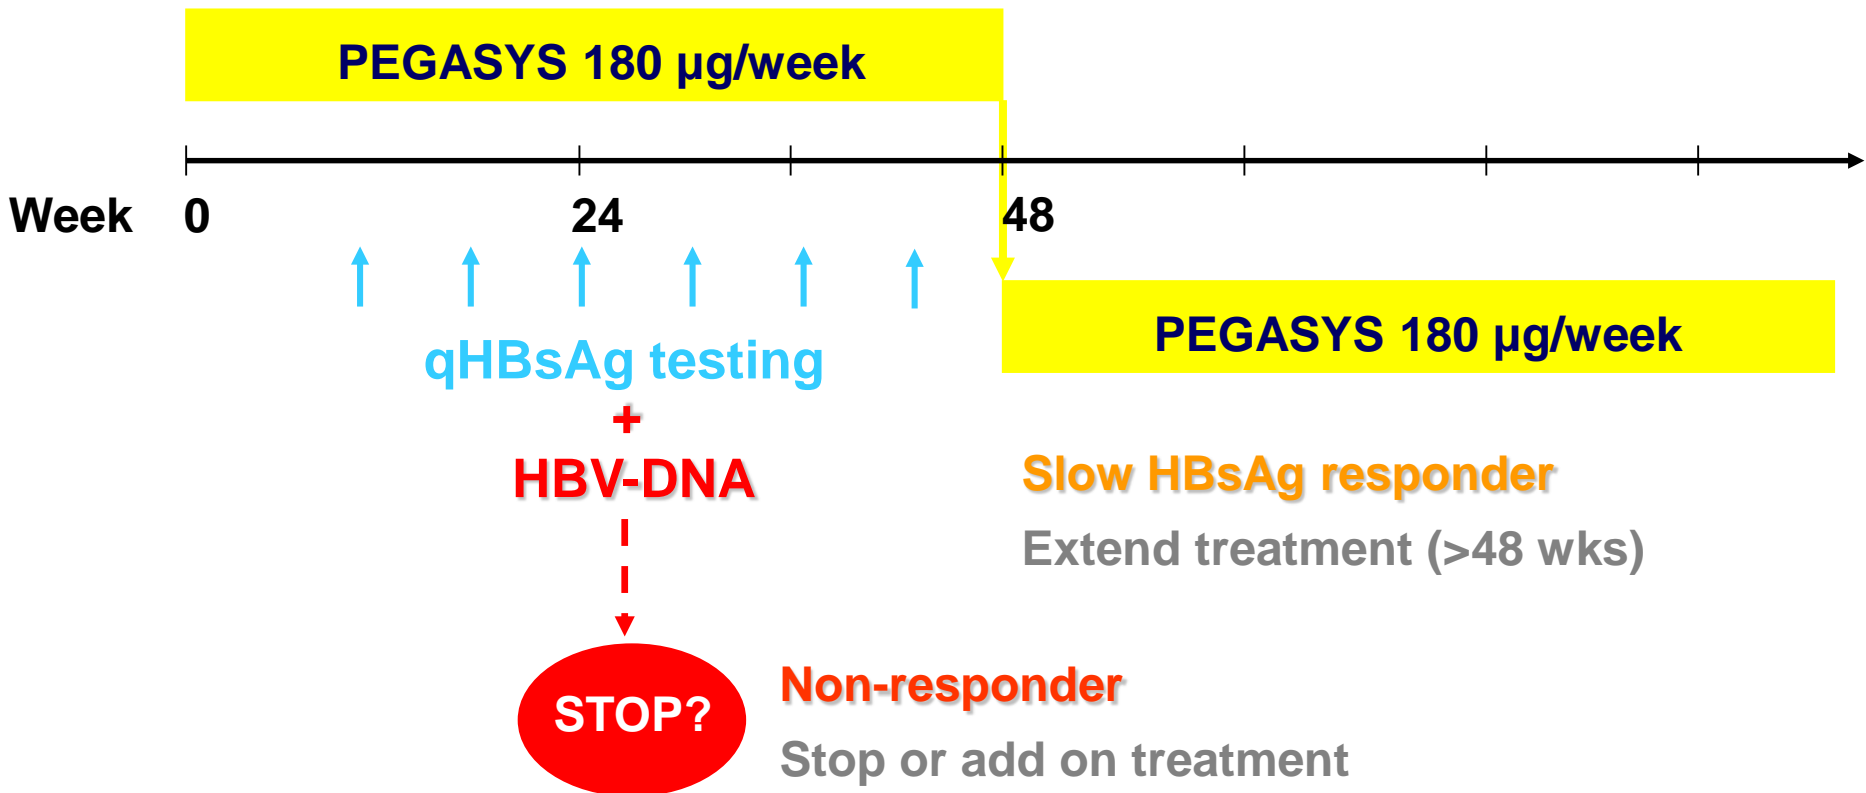 PEGASYS 180 µg/week
Week 0 24 48
PEGASYS 180 µg/week
qHBsAg testing
+
HBV-DNA
Slow HBsAg responder
Extend treatment (>48 wks)
STOP?
Non-responder
Stop or add on treatment